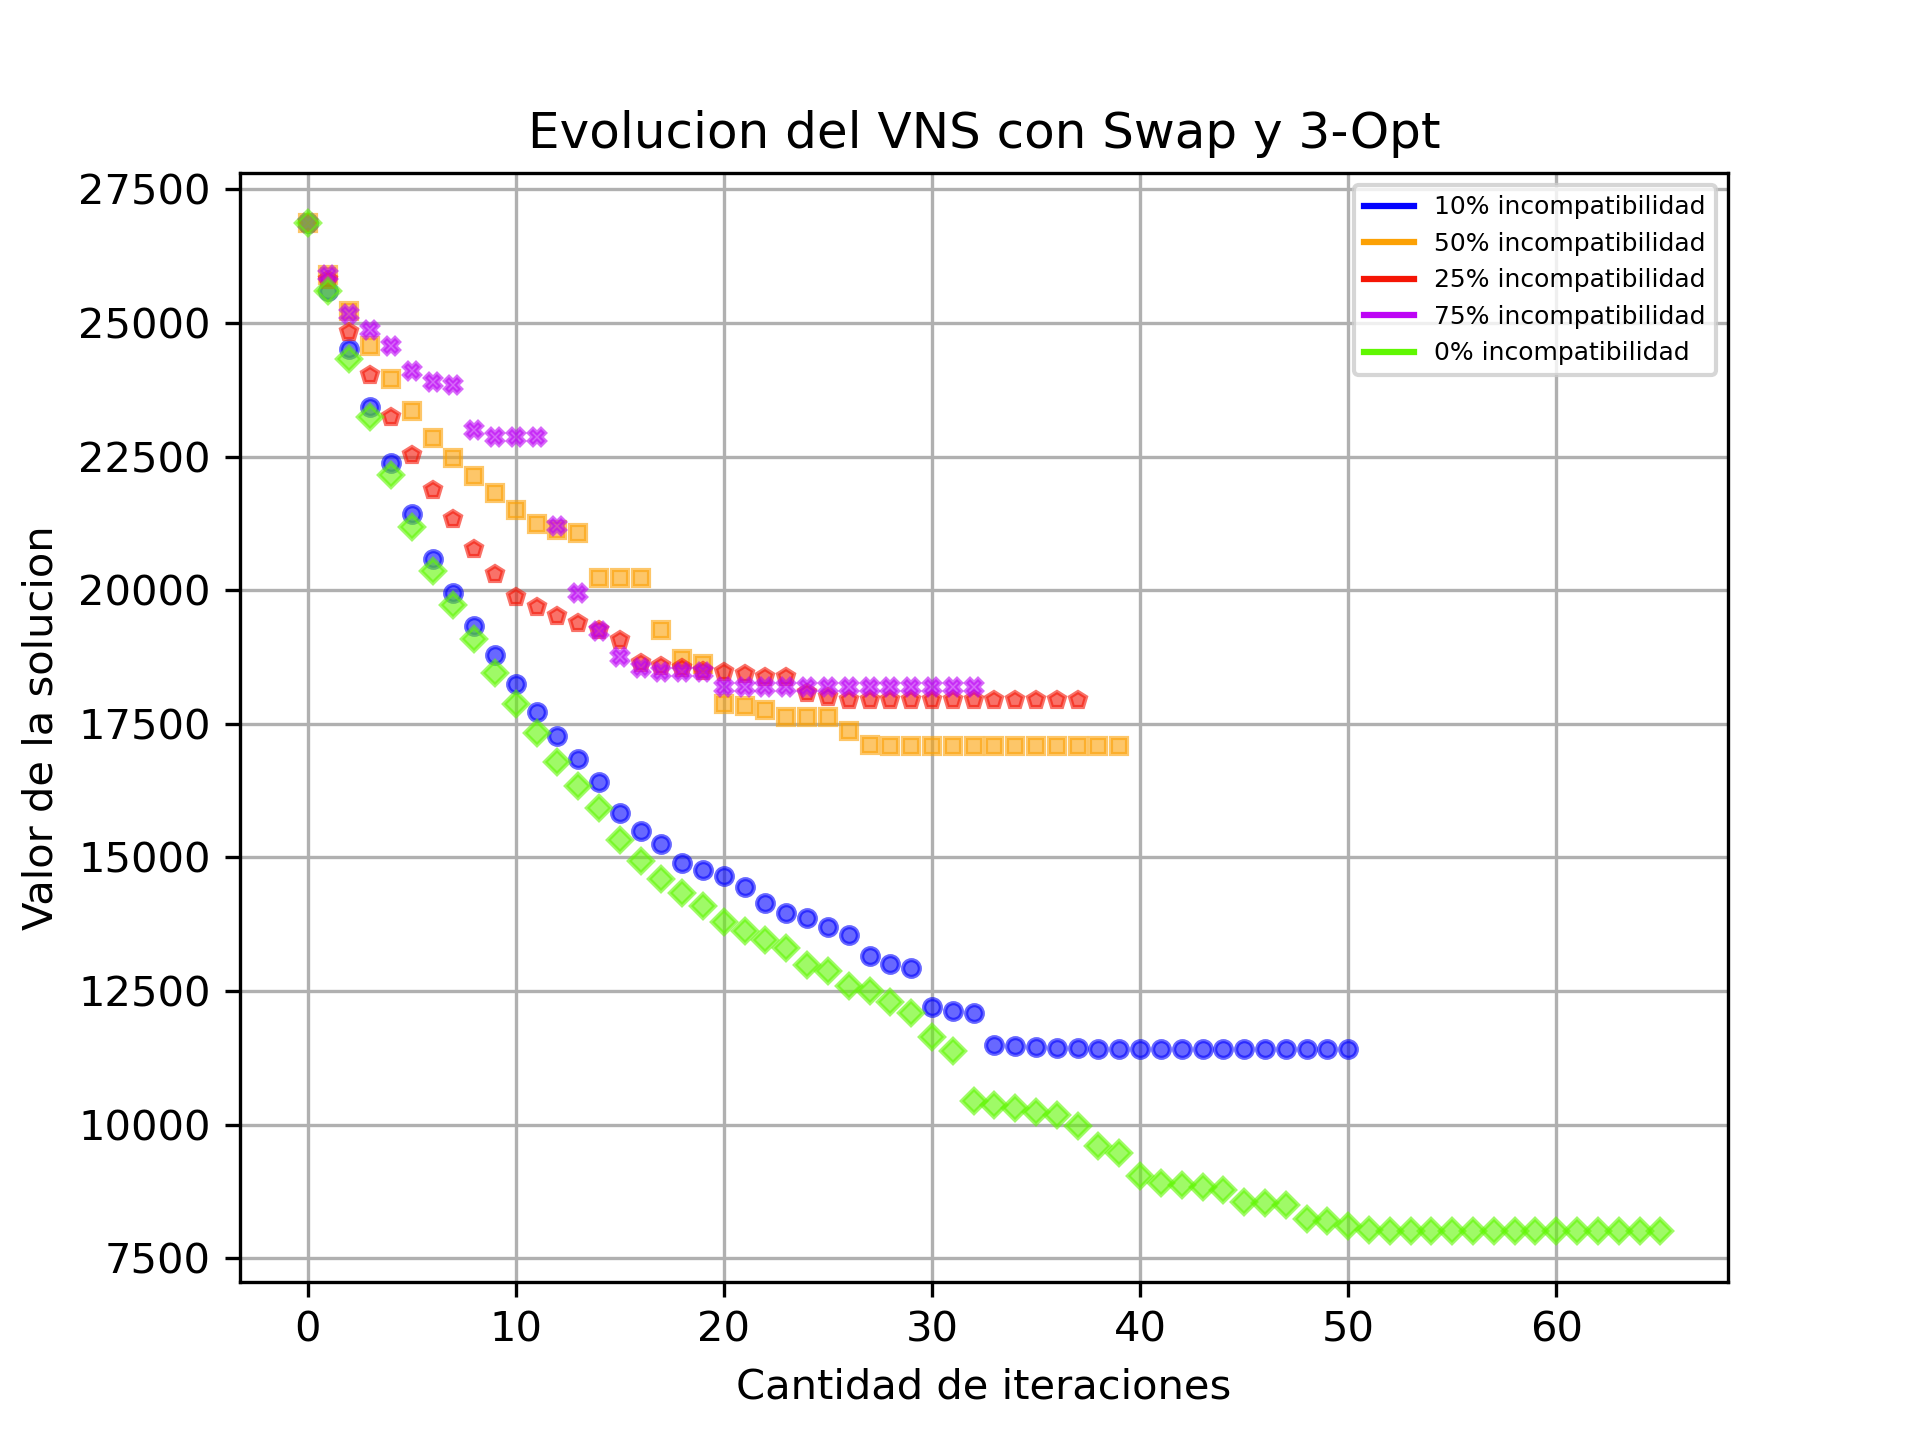 Evolucion del VNS con Swap y 3-Opt
27500
25000
22500
20000
17500
15000
12500
10000
7500
Valor de la solucion
10% incompatibilidad
50% incompatibilidad
25% incompatibilidad
75% incompatibilidad
0% incompatibilidad
0 10 20 30 40 50 60
Cantidad de iteraciones